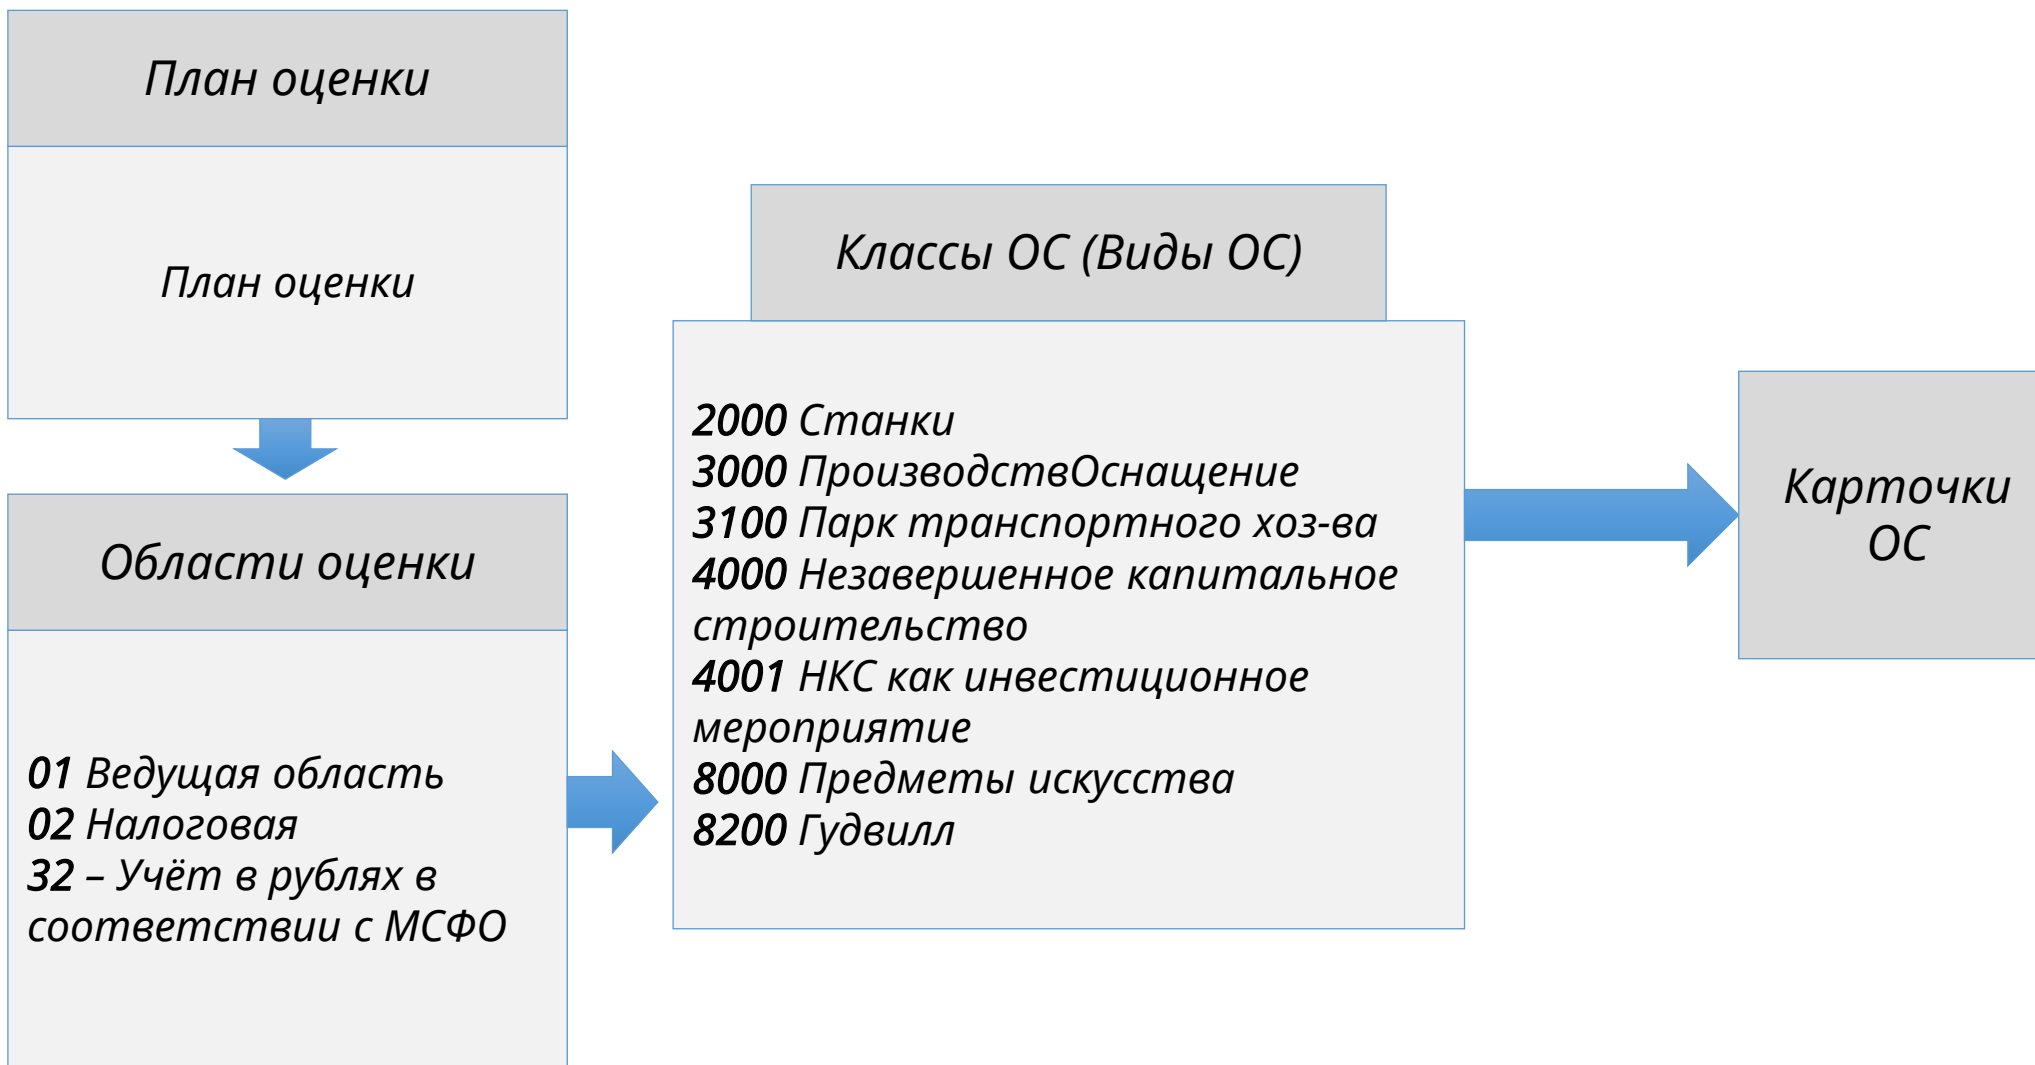 План оценки
План оценки
Области оценки
01 Ведущая область
02 Налоговая
32 – Учёт в рублях в
соответствии с МСФО
Классы ОС (Виды ОС)
2000 Станки
3000 ПроизводствОснащение
3100 Парк транспортного хоз-ва
4000 Незавершенное капитальное
строительство
4001 НКС как инвестиционное
мероприятие
8000 Предметы искусства
8200 Гудвилл
Карточки
ОС